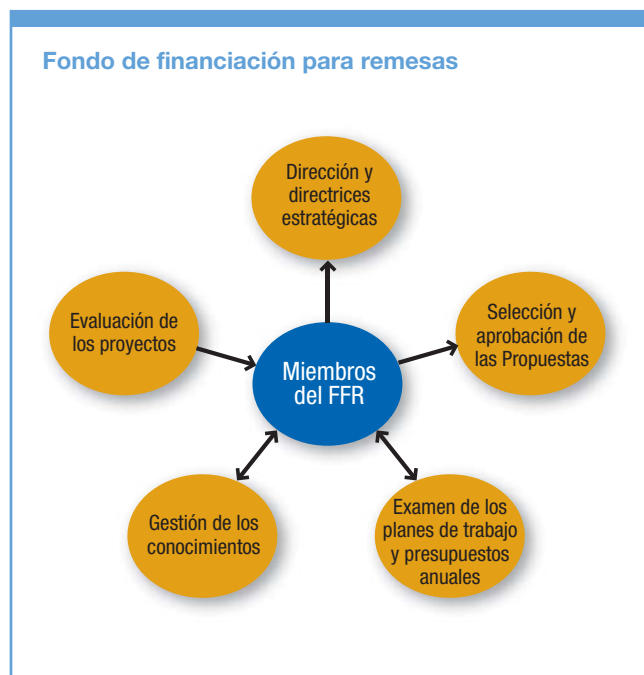 Fondo de financiación para remesas
Dirección y
directrices
estratégicas
Evaluación de
los proyectos
Selección y
aprobación de
las Propuestas
Miembros
del FFR
Gestión de los
conocimientos
Examen de los
planes de trabajo
y presupuestos
anuales